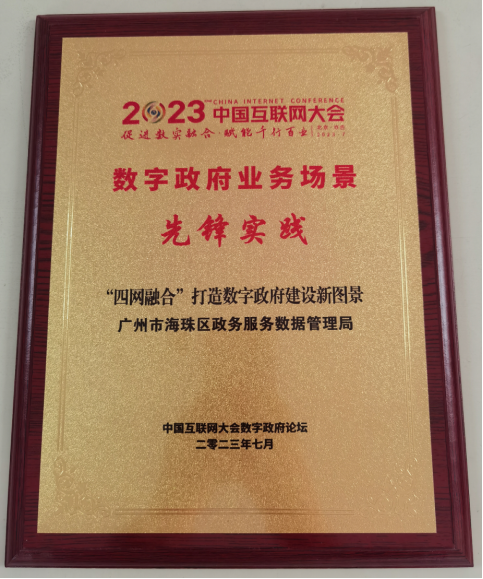 2023 CHINA INTERNET CONFERENCE
中国互联网大会
促进数实融合·赋能千行百业
北京·
2023.7
数字政府业务场景
先锋实践
“四网融合”打造数字政府建设新图景
广州市海珠区政务服务数据管理局
中国互联网大会数字政府论坛
二零二三年七月